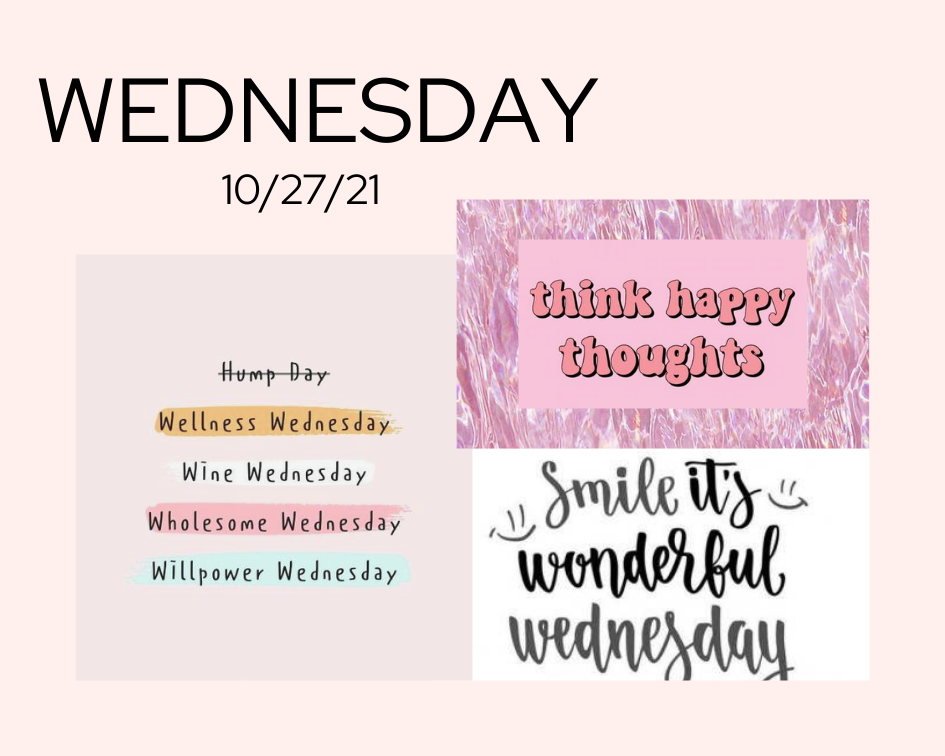 WEDNESDAY
10/27/21
think happy
thoughts
Hump Day
Wellness Wednesday
Wine Wednesday
Wholesome Wednesday
Willpower Wednesday
Smile it's
wonderful
wednesday